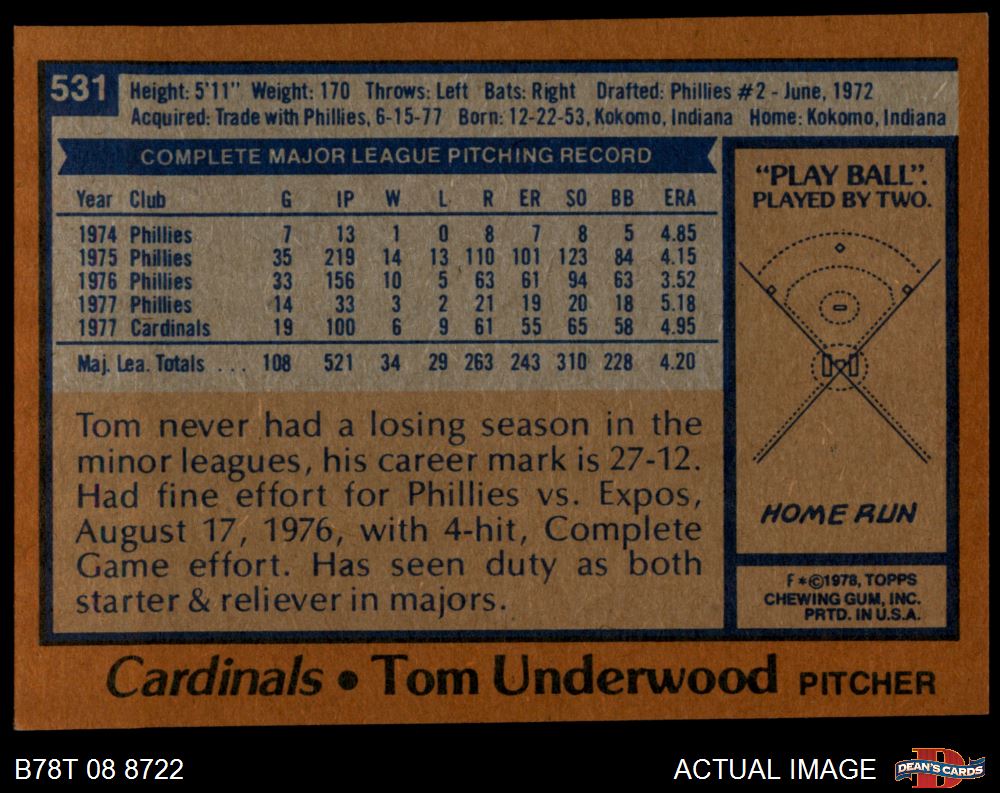 531
Height: 5'11" Weight: 170 Throws: Left Bats: Right Drafted: Phillies #2 - June, 1972
Acquired: Trade with Phillies, 6-15-77 Born: 12-22-53, Kokomo, Indiana Home: Kokomo, Indiana
COMPLETE MAJOR LEAGUE PITCHING RECORD
Year Club G IP W L R ER SO BB ERA
1974 Phillies 7 13 1 0 8 7 8 5 4.85
1975 Phillies 35 219 14 13 110 101 123 84 4.15
1976 Phillies 33 156 10 5 63 61 94 63 3.52
1977 Phillies 14 33 3 2 21 19 20 18 5.18
1977 Cardinals 19 100 6 9 61 55 65 58 4.95
Maj. Lea. Totals . . . 108 521 34 29 263 243 310 228 4.20
Tom never had a losing season in the
minor leagues, his career mark is 27-12.
Had fine effort for Phillies vs. Expos,
August 17, 1976, with 4-hit, Complete
Game effort. Has seen duty as both
starter & reliever in majors.
"PLAY BALL".
PLAYED BY TWO.
HOME RUN
F*©1978, TOPPS
CHEWING GUM, INC.
PRTD. IN U.S.A.
Cardinals • Tom Underwood PITCHER
B78T 08 8722
ACTUAL IMAGE
DEAN'S CARDS